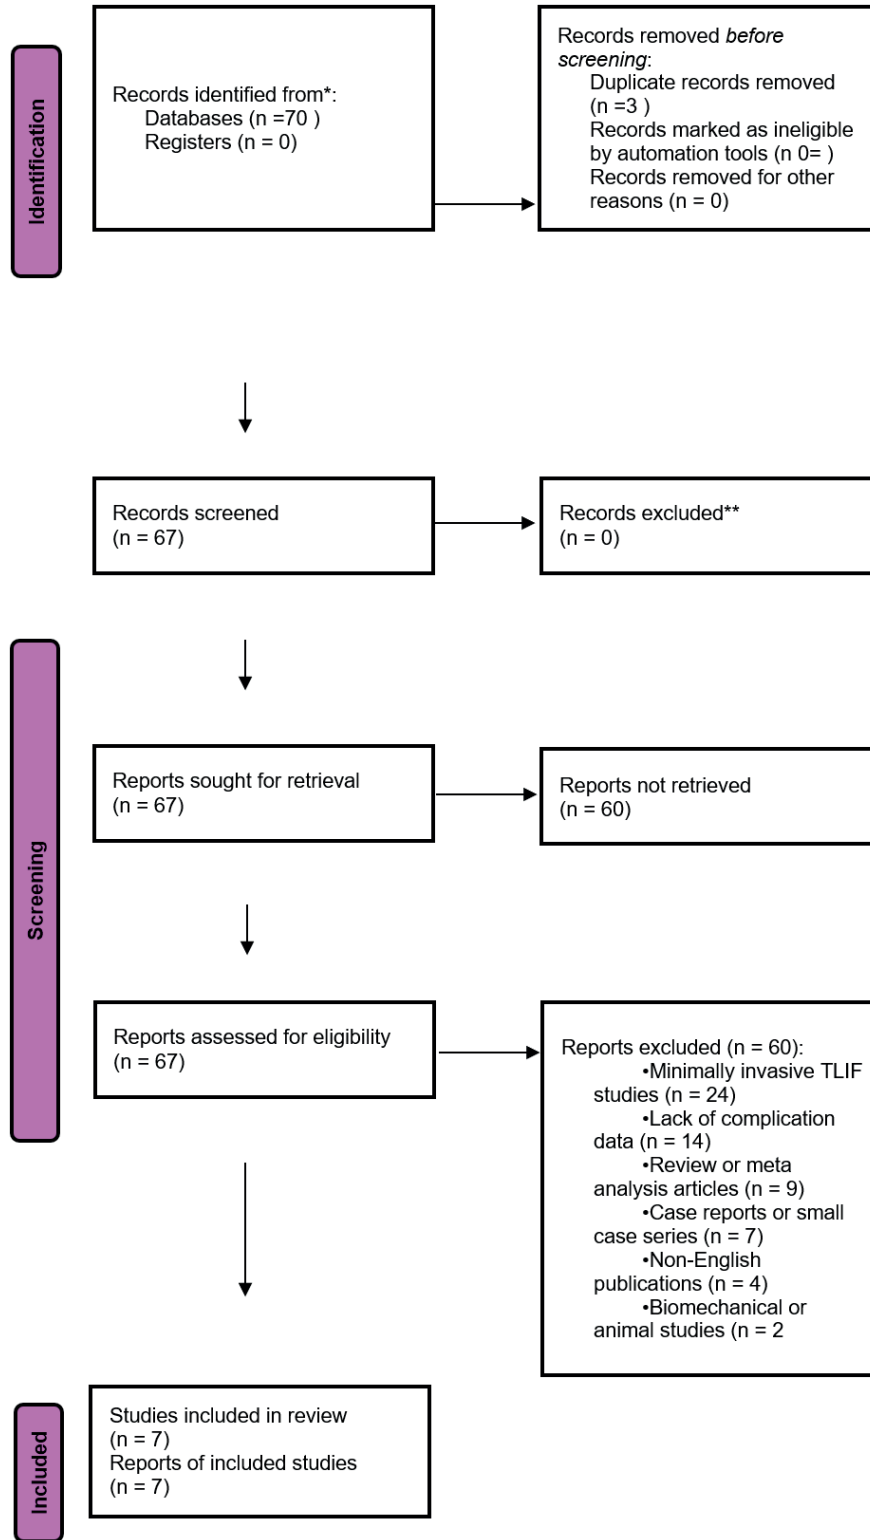 Identification
Records identified from*:
Databases (n =70 )
Registers (n = 0)
Records removed before
screening:
Duplicate records removed
(n =3 )
Records marked as ineligible
by automation tools (n 0= )
Records removed for other
reasons (n = 0)
Records screened
(n = 67)
Records excluded**
(n = 0)
Screening
Reports sought for retrieval
(n = 67)
Reports not retrieved
(n = 60)
Reports assessed for eligibility
(n = 67)
Reports excluded (n = 60):
•Minimally invasive TLIF
studies (n = 24)
•Lack of complication
data (n = 14)
•Review or meta
analysis articles (n = 9)
•Case reports or small
case series (n = 7)
•Non-English
publications (n = 4)
•Biomechanical or
animal studies (n = 2
Included
Studies included in review
(n = 7)
Reports of included studies
(n = 7)